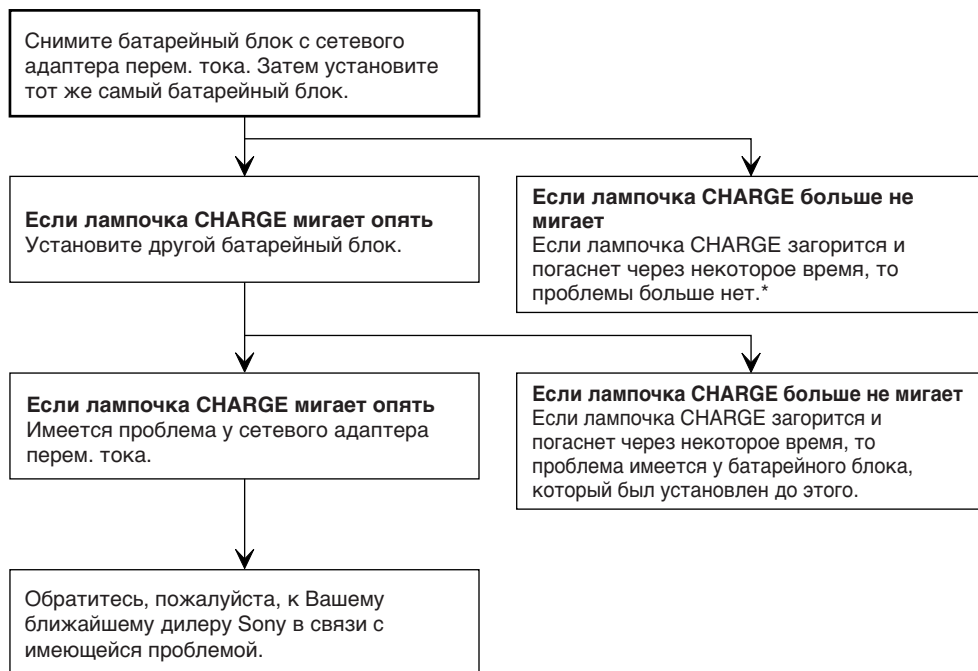 Снимите батарейный блок с сетевого
адаптера перем. тока. Затем установите
тот же самый батарейный блок.
Если лампочка CHARGE мигает опять
Установите другой батарейный блок.
Если лампочка CHARGE больше не
мигает
Если лампочка CHARGE загорится и
погаснет через некоторое время, то
проблемы больше нет.*
Если лампочка CHARGE мигает опять
Имеется проблема у сетевого адаптера
перем. тока.
Если лампочка CHARGE больше не мигает
Если лампочка CHARGE загорится и
погаснет через некоторое время, то
проблема имеется у батарейного блока,
который был установлен до этого.
Обратитесь, пожалуйста, к Вашему
ближайшему дилеру Sony в связи с
имеющейся проблемой.